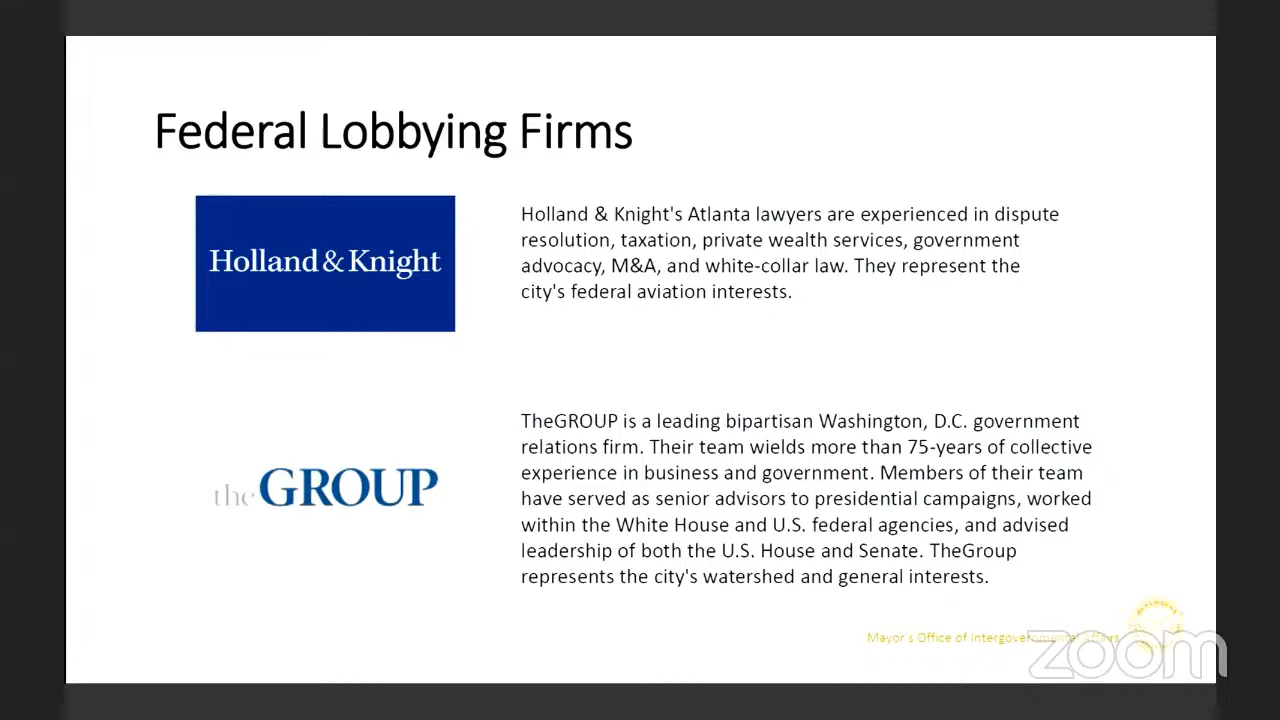 Federal Lobbying Firms
Holland & Knight
Holland & Knight's Atlanta lawyers are experienced in dispute
resolution, taxation, private wealth services, government
advocacy, M&A, and white-collar law. They represent the
city's federal aviation interests.
the GROUP
TheGROUP is a leading bipartisan Washington, D.C. government
relations firm. Their team wields more than 75-years of collective
experience in business and government. Members of their team
have served as senior advisors to presidential campaigns, worked
within the White House and U.S. federal agencies, and advised
leadership of both the U.S. House and Senate. TheGroup
represents the city's watershed and general interests.
Mayor's Office of Intergovernmental Affairs
zoom